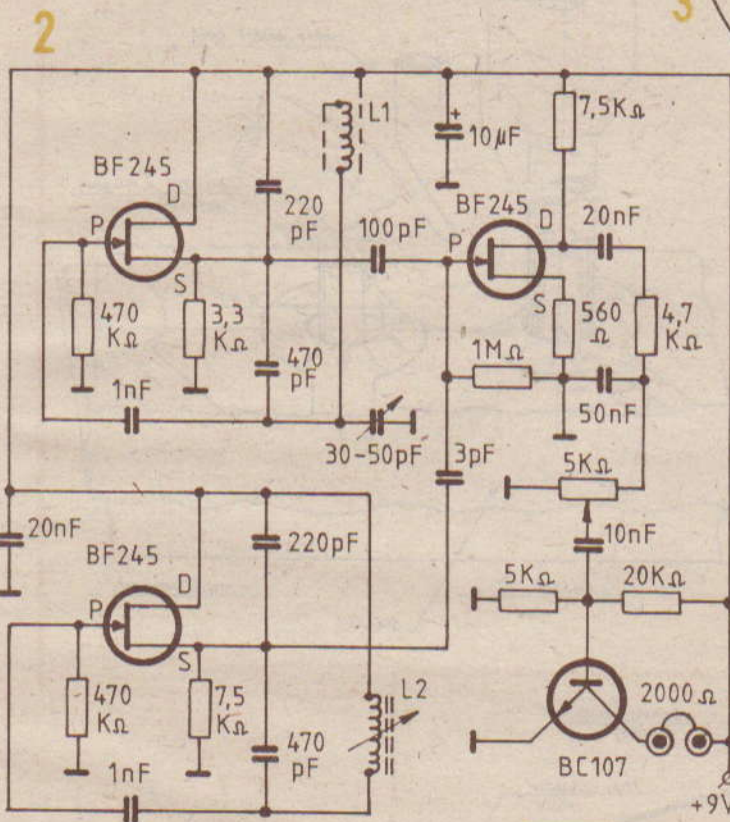 2
3
L1
10µF
7,5KΩ
BF245
D
P
S
220
pF
100pF
BF245
D
P
S
20nF
470
KΩ
3,3
KΩ
470
pF
560
Ω
4,7
KΩ
1MΩ
1nF
50nF
30-50pF
3pF
5KΩ
20nF
BF245
D
P
S
220pF
10nF
5KΩ
20KΩ
470
KΩ
7,5
KΩ
470
pF
L2
2000Ω
1nF
BC107
+9V